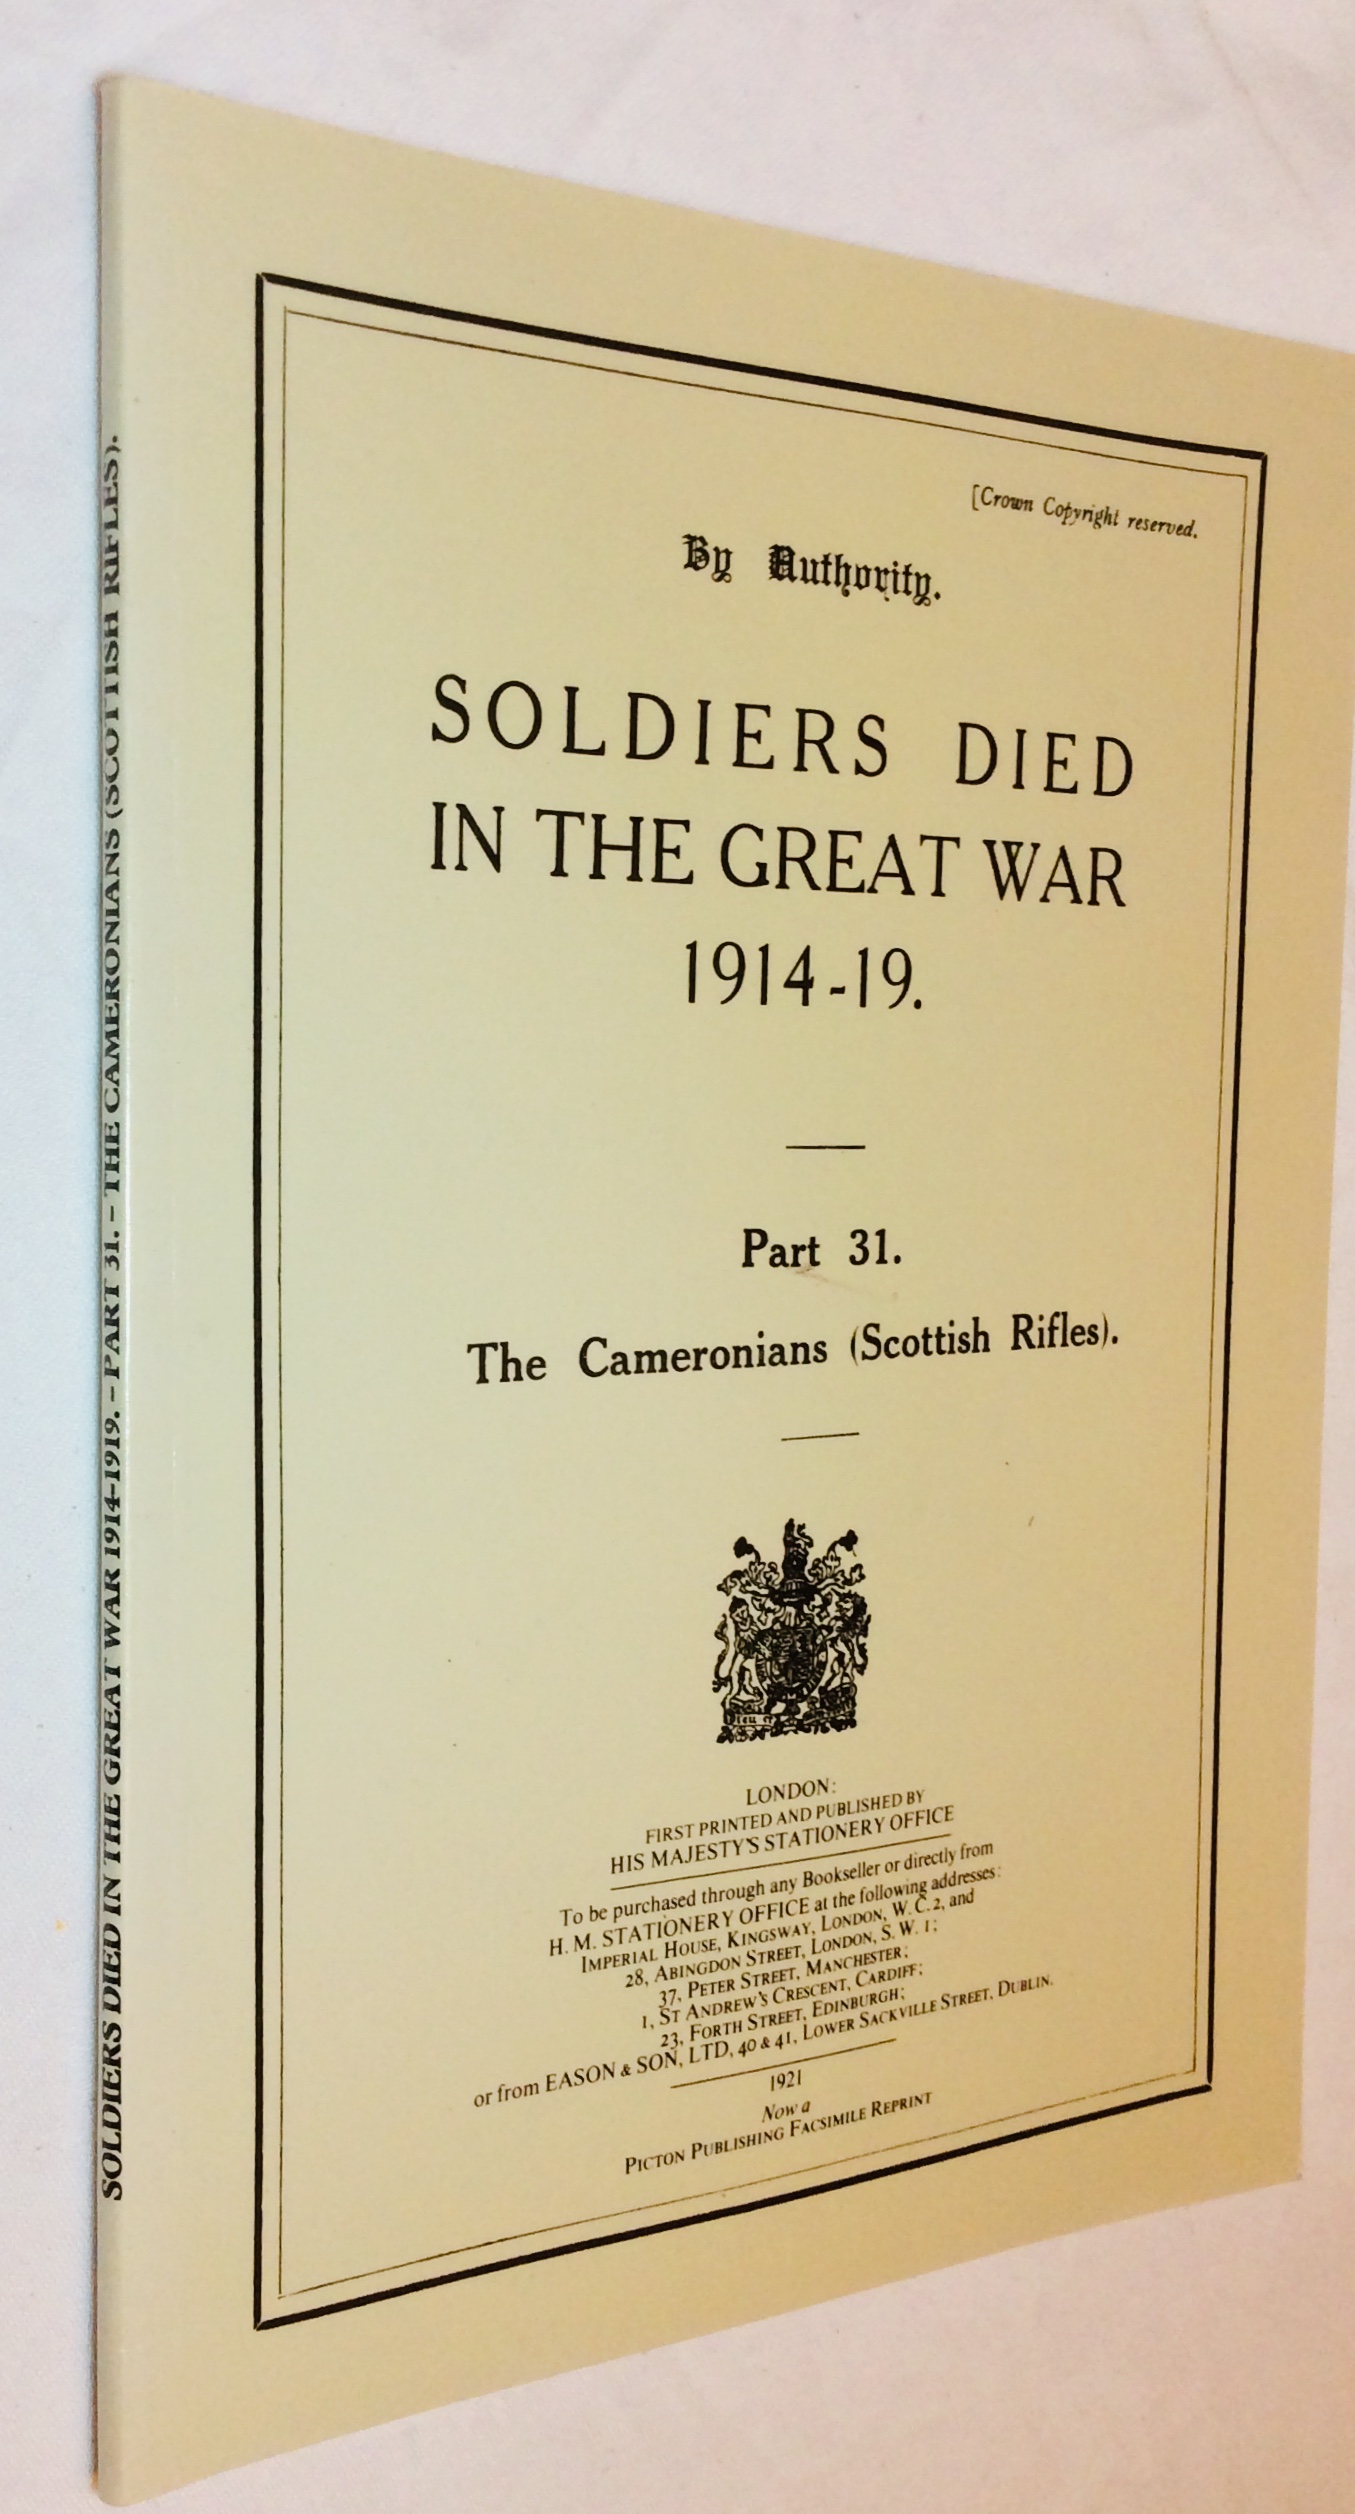 SOLDIERS DIED IN THE GREAT WAR 1914-1919. - PART 31. - THE CAMERONIANS (SCOTTISH RIFLES).
[Crown Copyright reserved.
By Authority.
SOLDIERS DIED
IN THE GREAT WAR
1914-19.
Part 31.
The Cameronians (Scottish Rifles).
LONDON:
FIRST PRINTED AND PUBLISHED BY
HIS MAJESTY'S STATIONERY OFFICE
To be purchased through any Bookseller or directly from
H. M. STATIONERY OFFICE at the following addresses:
IMPERIAL HOUSE, KINGSWAY, LONDON, W. C. 2, and
28, ABINGDON STREET, LONDON, S. W. 1;
37, PETER STREET, MANCHESTER;
1, ST ANDREW'S CRESCENT, CARDIFF;
23, FORTH STREET, EDINBURGH;
or from EASON & SON, LTD, 40 & 41, LOWER SACKVILLE STREET, DUBLIN.
1921
Now a
PICTON PUBLISHING FACSIMILE REPRINT